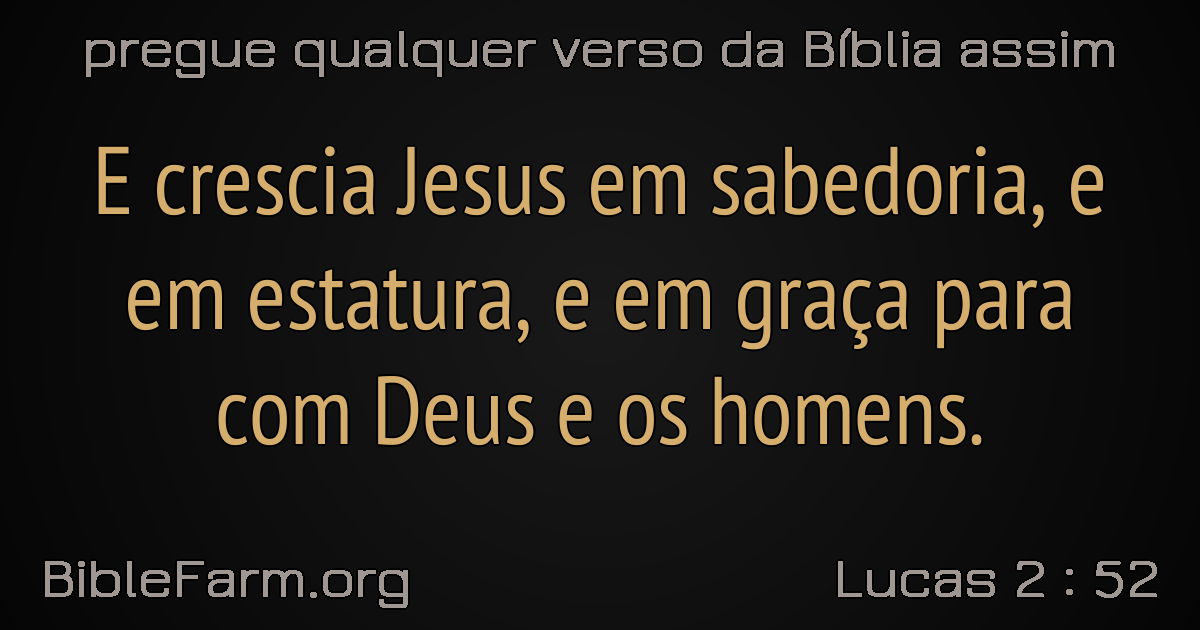 pregue qualquer verso da Bíblia assim
E crescia Jesus em sabedoria, e
em estatura, e em graça para
com Deus e os homens.
BibleFarm.org
Lucas 2 : 52